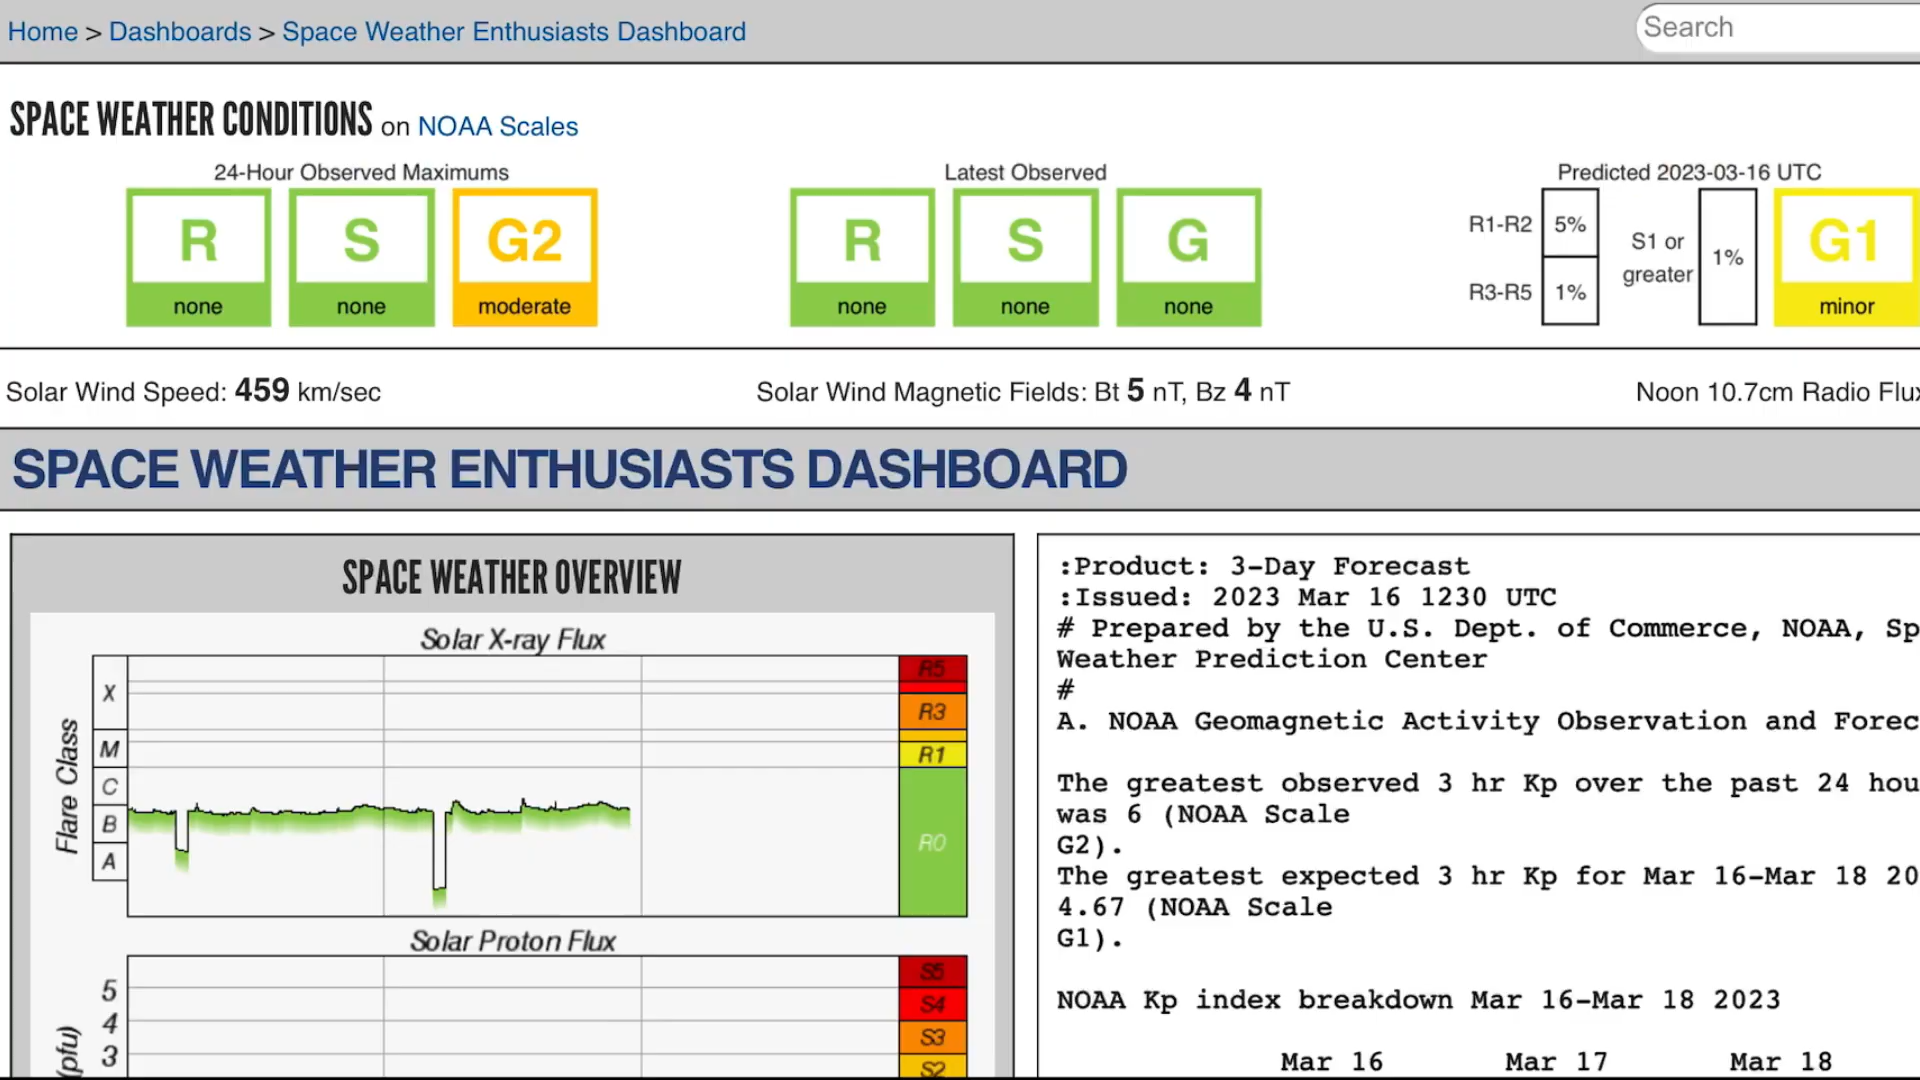 Home > Dashboards > Space Weather Enthusiasts Dashboard
Search
SPACE WEATHER CONDITIONS on NOAA Scales
24-Hour Observed Maximums
R
none
S
none
G2
moderate
Latest Observed
R
none
S
none
G
none
Predicted 2023-03-16 UTC
R1-R2 5%
R3-R5 1%
S1 or
greater
1%
G1
minor
Solar Wind Speed: 459 km/sec
Solar Wind Magnetic Fields: Bt 5 nT, Bz 4 nT
Noon 10.7cm Radio Flux
SPACE WEATHER ENTHUSIASTS DASHBOARD
SPACE WEATHER OVERVIEW
Solar X-ray Flux
Flare Class
X
M
C
B
A
R5
R3
R1
R0
Solar Proton Flux
(pfu)
5
4
3
S5
S4
S3
S2
:Product: 3-Day Forecast
:Issued: 2023 Mar 16 1230 UTC
# Prepared by the U.S. Dept. of Commerce, NOAA, Sp
Weather Prediction Center
#
A. NOAA Geomagnetic Activity Observation and Forec
The greatest observed 3 hr Kp over the past 24 hou
was 6 (NOAA Scale
G2).
The greatest expected 3 hr Kp for Mar 16-Mar 18 20
4.67 (NOAA Scale
G1).
NOAA Kp index breakdown Mar 16-Mar 18 2023
Mar 16 Mar 17 Mar 18